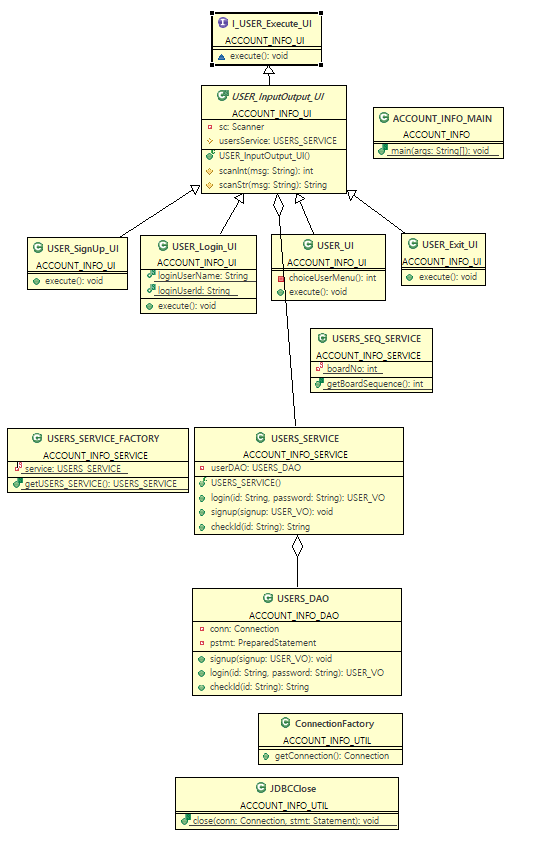 I_USER_Execute_UI
ACCOUNT_INFO_UI
execute(): void
USER_InputOutput_UI
ACCOUNT_INFO_UI
sc: Scanner
usersService: USERS_SERVICE
USER_InputOutput_UI()
scanInt(msg: String): int
scanStr(msg: String): String
ACCOUNT_INFO_MAIN
ACCOUNT_INFO
main(args: String[]): void
USER_SignUp_UI
ACCOUNT_INFO_UI
execute(): void
USER_Login_UI
ACCOUNT_INFO_UI
loginUserName: String
loginUserId: String
execute(): void
USER_UI
ACCOUNT_INFO_UI
choiceUserMenu(): int
execute(): void
USER_Exit_UI
ACCOUNT_INFO_UI
execute(): void
USERS_SEQ_SERVICE
ACCOUNT_INFO_SERVICE
boardNo: int
getBoardSequence(): int
USERS_SERVICE_FACTORY
ACCOUNT_INFO_SERVICE
service: USERS_SERVICE
getUSERS_SERVICE(): USERS_SERVICE
USERS_SERVICE
ACCOUNT_INFO_SERVICE
userDAO: USERS_DAO
USERS_SERVICE()
login(id: String, password: String): USER_VO
signup(signup: USER_VO): void
checkId(id: String): String
USERS_DAO
ACCOUNT_INFO_DAO
conn: Connection
pstmt: PreparedStatement
signup(signup: USER_VO): void
login(id: String, password: String): USER_VO
checkId(id: String): String
ConnectionFactory
ACCOUNT_INFO_UTIL
getConnection(): Connection
JDBCClose
ACCOUNT_INFO_UTIL
close(conn: Connection, stmt: Statement): void